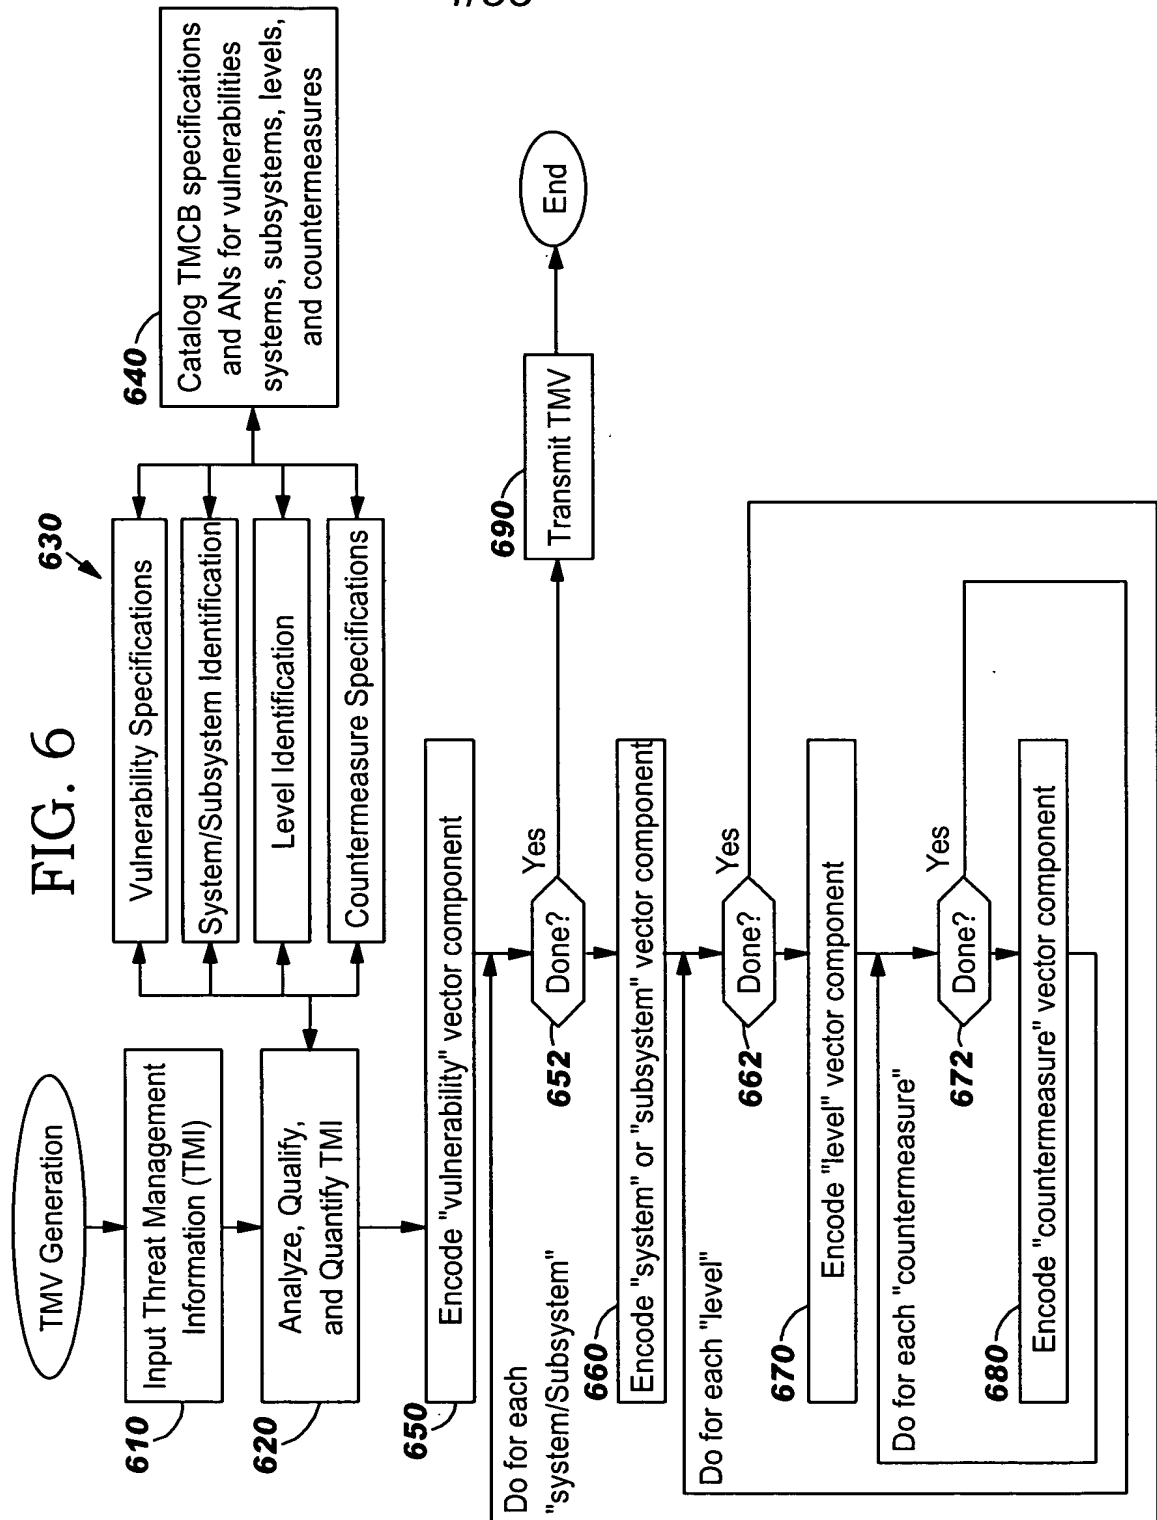 FIG. 6
TMV Generation
610
Input Threat Management
Information (TMI)
620
Analyze, Qualify,
and Quantify TMI
630
Vulnerability Specifications
System/Subsystem Identification
Level Identification
Countermeasure Specifications
640
Catalog TMCB specifications
and ANs for vulnerabilities
systems, subsystems, levels,
and countermeasures
650
Encode "vulnerability" vector component
Do for each
"system/Subsystem"
652
Done?
Yes
690
Transmit TMV
End
660
Encode "system" or "subsystem" vector component
Do for each "level"
662
Done?
Yes
670
Encode "level" vector component
Do for each "countermeasure"
672
Done?
Yes
680
Encode "countermeasure" vector component